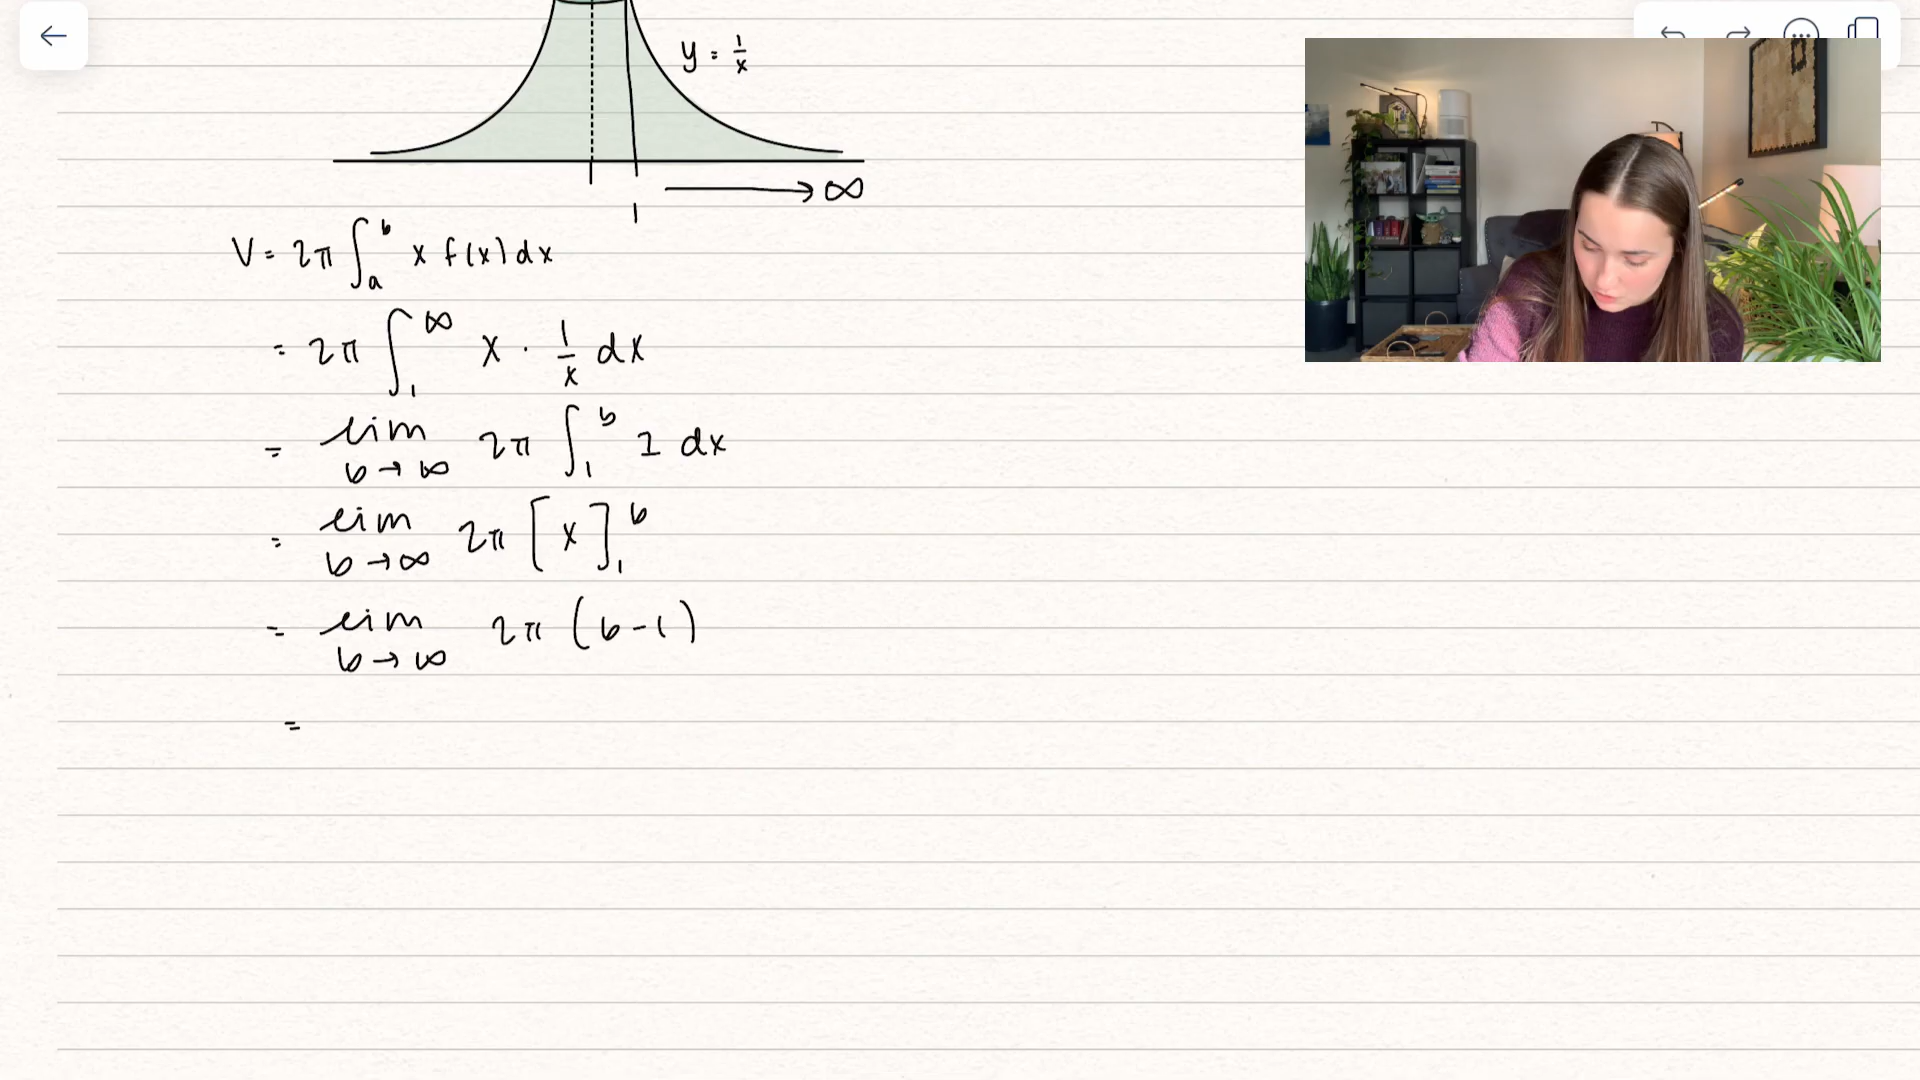 y = 1/x
→ ∞
1
V = 2π ∫_a^b x f(x) dx
= 2π ∫_1^∞ x · 1/x dx
= lim_{b→∞} 2π ∫_1^b 1 dx
= lim_{b→∞} 2π [x]_1^b
= lim_{b→∞} 2π (b-1)
=